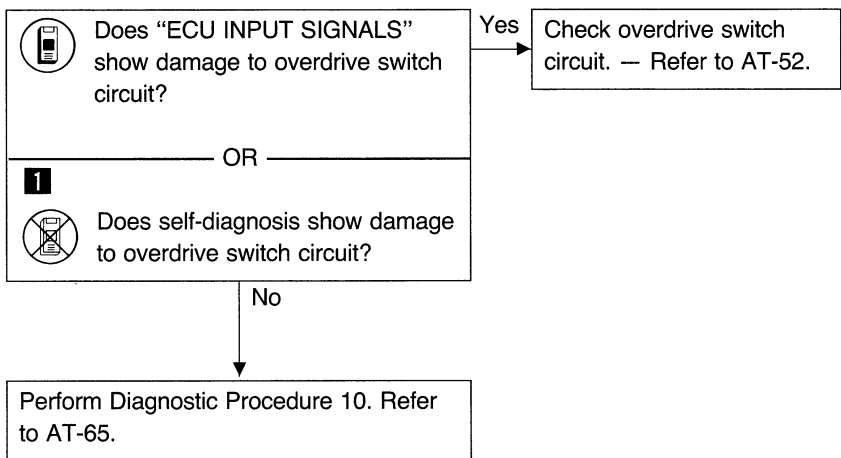 Does “ECU INPUT SIGNALS”
show damage to overdrive switch
circuit?
Yes
Check overdrive switch
circuit. — Refer to AT-52.
OR
1
Does self-diagnosis show damage
to overdrive switch circuit?
No
Perform Diagnostic Procedure 10. Refer
to AT-65.